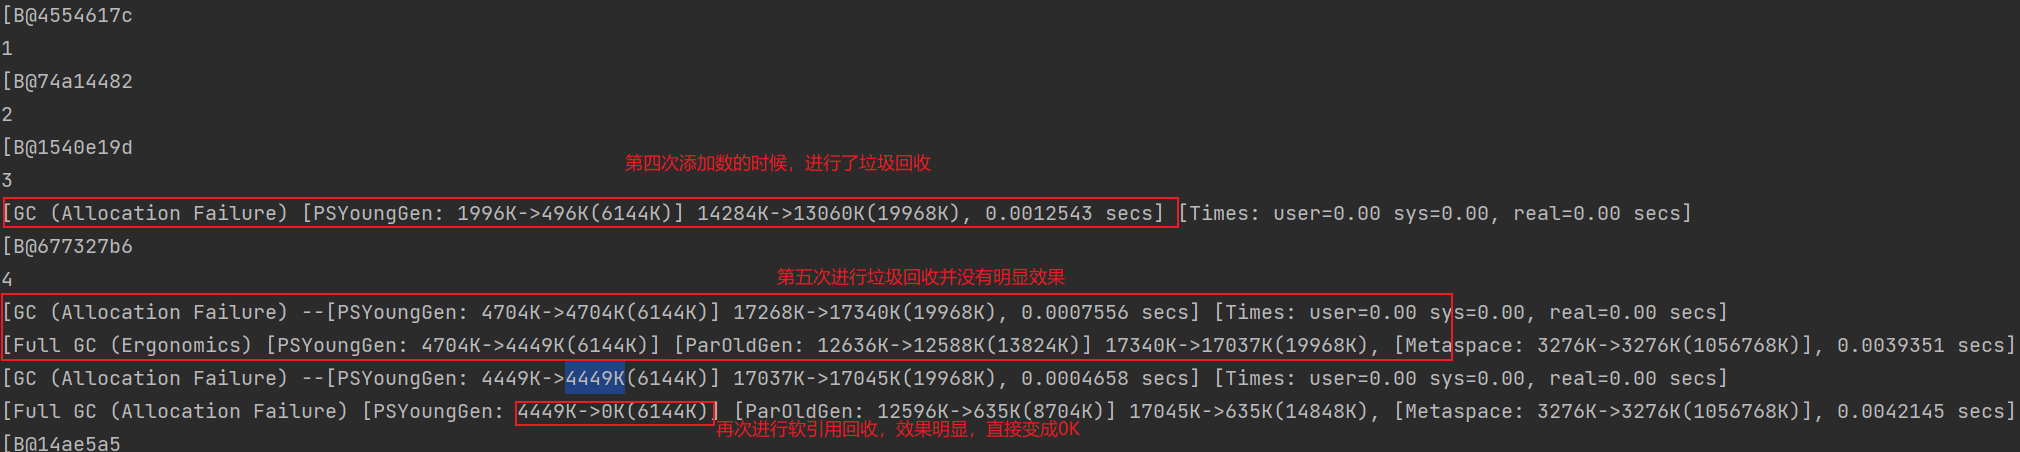 [B@4554617c
1
[B@74a14482
2
[B@1540e19d
第四次添加数的时候，进行了垃圾回收
3
[GC (Allocation Failure) [PSYoungGen: 1996K->496K(6144K)] 14284K->13060K(19968K), 0.0012543 secs] [Times: user=0.00 sys=0.00, real=0.00 secs]
[B@677327b6
4
第五次进行垃圾回收并没有明显效果
[GC (Allocation Failure) --[PSYoungGen: 4704K->4704K(6144K)] 17268K->17340K(19968K), 0.0007556 secs] [Times: user=0.00 sys=0.00, real=0.00 secs]
[Full GC (Ergonomics) [PSYoungGen: 4704K->4449K(6144K)] [ParOldGen: 12636K->12588K(13824K)] 17340K->17037K(19968K), [Metaspace: 3276K->3276K(1056768K)], 0.0039351 secs]
[GC (Allocation Failure) --[PSYoungGen: 4449K->4449K(6144K)] 17037K->17045K(19968K), 0.0004658 secs] [Times: user=0.00 sys=0.00, real=0.00 secs]
[Full GC (Allocation Failure) [PSYoungGen: 4449K->0K(6144K)] [ParOldGen: 12596K->635K(8704K)] 17045K->635K(14848K), [Metaspace: 3276K->3276K(1056768K)], 0.0042145 secs]
再次进行软引用回收，效果明显，直接变成0K
[B@14ae5a5